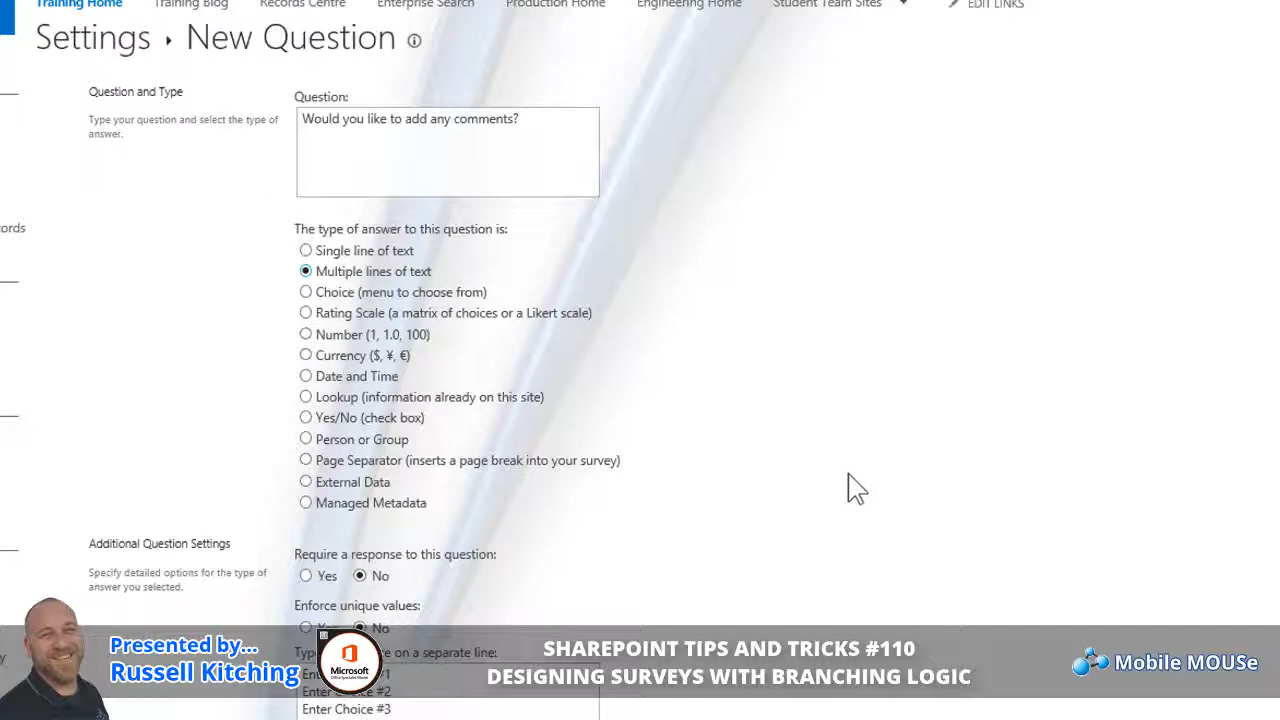 Training Home Training Blog Records Centre Enterprise Search Production Home Engineering Home Student Team Sites EDIT LINKS
Settings New Question
Question and Type
Type your question and select the type of
answer.
Question:
Would you like to add any comments?
ords
The type of answer to this question is:
Single line of text
Multiple lines of text
Choice (menu to choose from)
Rating Scale (a matrix of choices or a Likert scale)
Number (1, 1.0, 100)
Currency ($, ¥, €)
Date and Time
Lookup (information already on this site)
Yes/No (check box)
Person or Group
Page Separator (inserts a page break into your survey)
External Data
Managed Metadata
Additional Question Settings
Specify detailed options for the type of
answer you selected.
Require a response to this question:
Yes No
Enforce unique values:
No
on a separate line:
#1
Enter #2
Enter Choice #3
Presented by...
Russell Kitching
Microsoft
SHAREPOINT TIPS AND TRICKS #110
DESIGNING SURVEYS WITH BRANCHING LOGIC
Mobile MOUSe